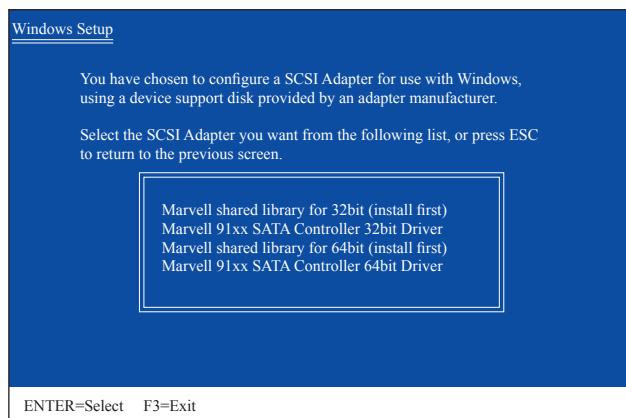 Windows Setup
You have chosen to configure a SCSI Adapter for use with Windows,
using a device support disk provided by an adapter manufacturer.
Select the SCSI Adapter you want from the following list, or press ESC
to return to the previous screen.
Marvell shared library for 32bit (install first)
Marvell 91xx SATA Controller 32bit Driver
Marvell shared library for 64bit (install first)
Marvell 91xx SATA Controller 64bit Driver
ENTER=Select F3=Exit